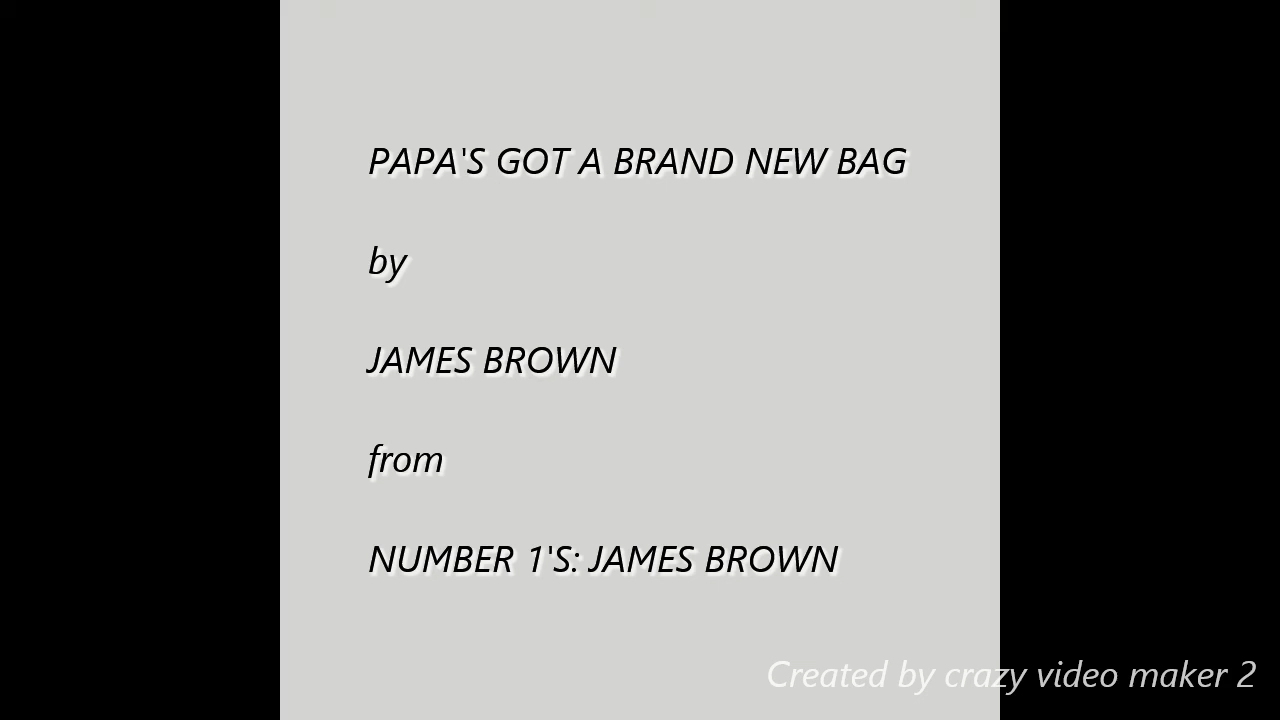 PAPA'S GOT A BRAND NEW BAG
by
JAMES BROWN
from
NUMBER 1'S: JAMES BROWN
Created by crazy video maker 2